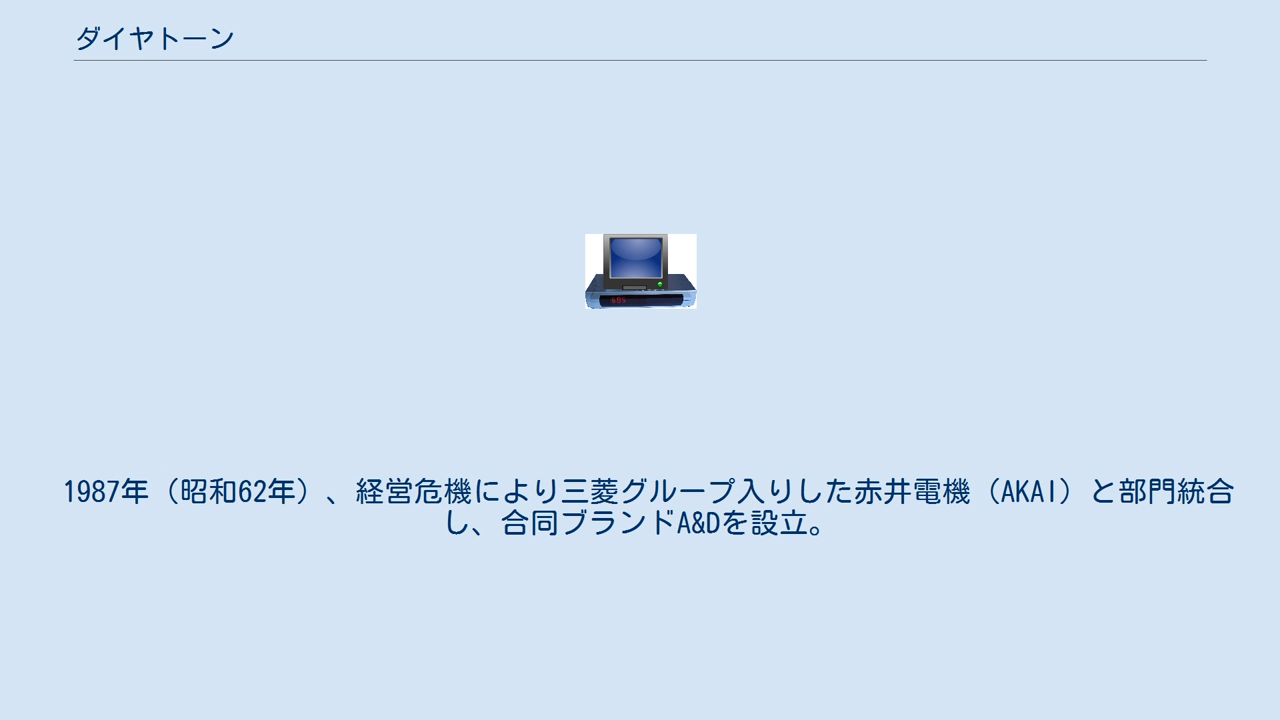 ダイヤトーン
1987年（昭和62年）、経営危機により三菱グループ入りした赤井電機（AKAI）と部門統合
し、合同ブランドA&Dを設立。